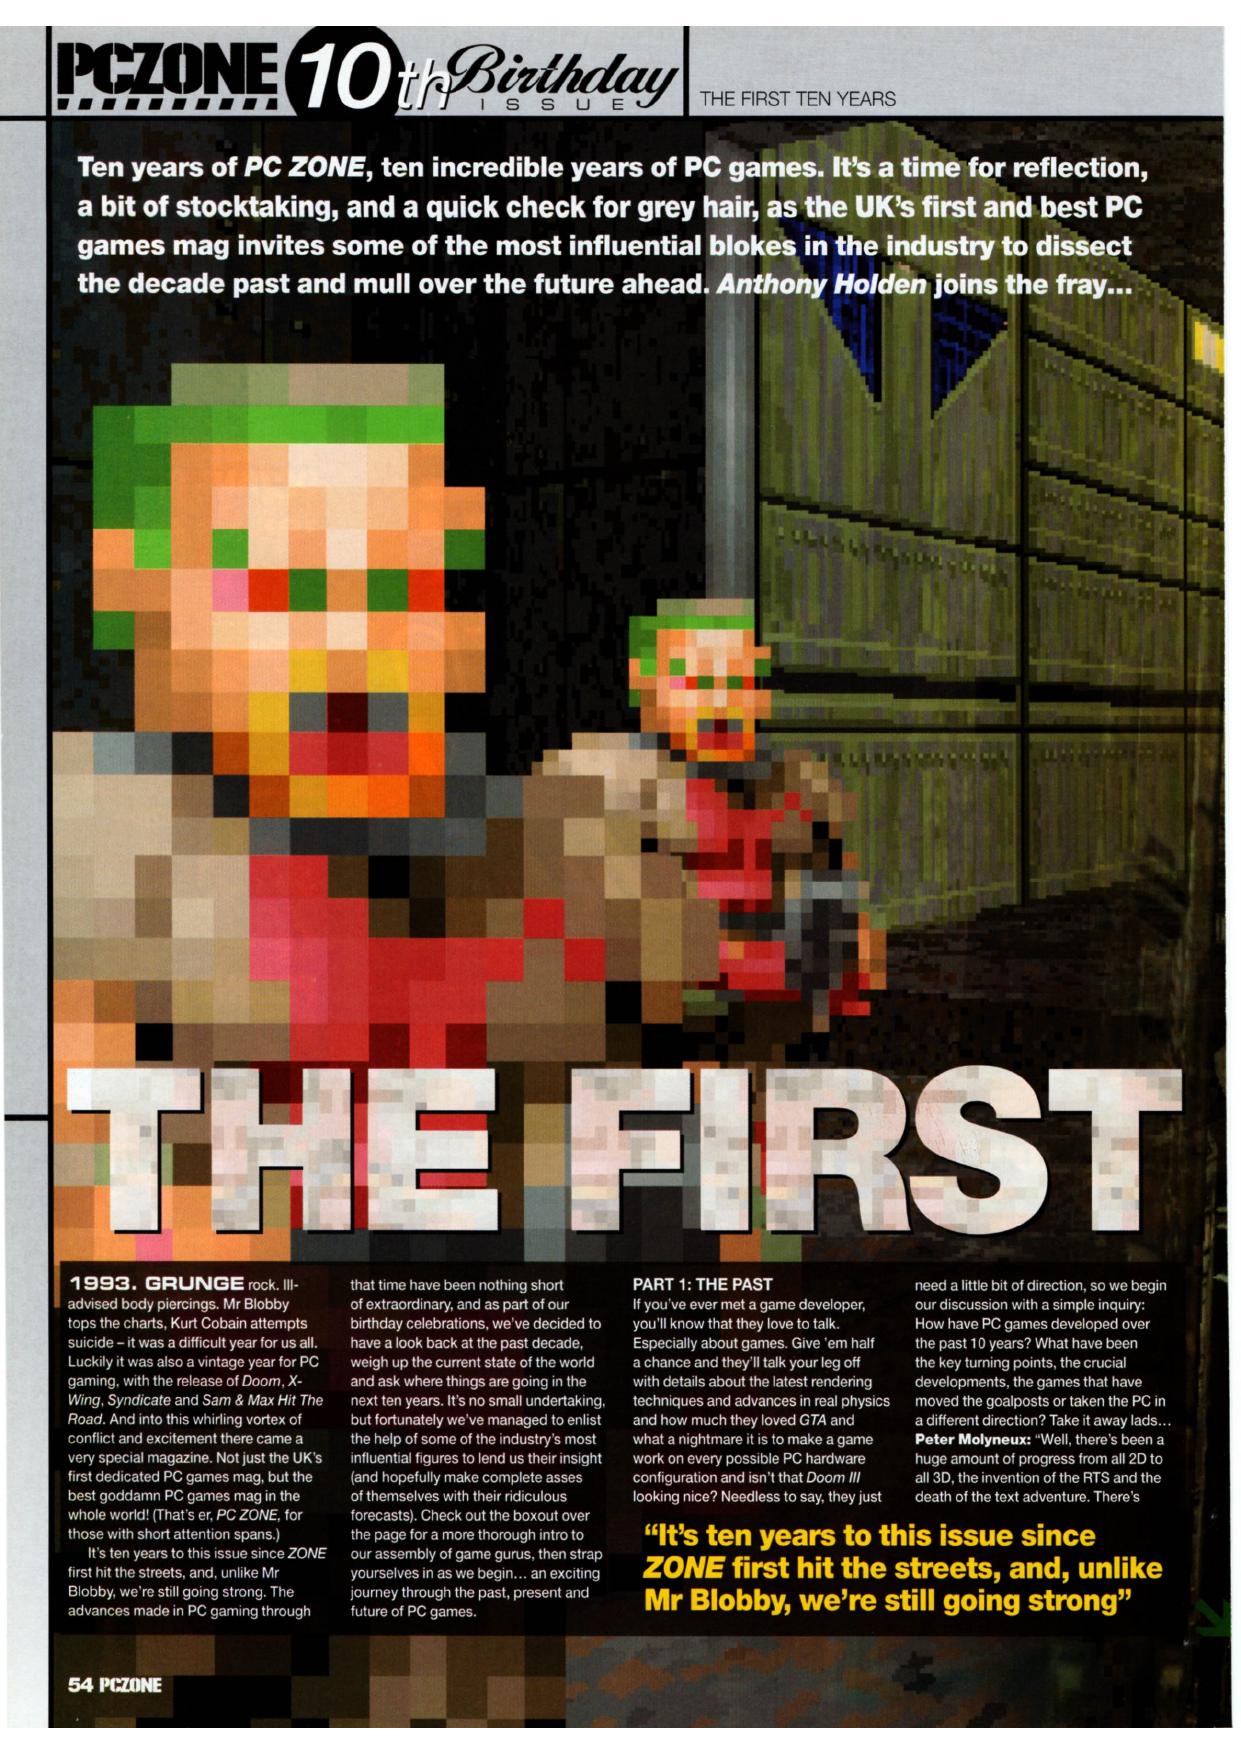 PCZONE 10th Birthday
ISSUE
THE FIRST TEN YEARS
Ten years of PC ZONE, ten incredible years of PC games. It's a time for reflection,
a bit of stocktaking, and a quick check for grey hair, as the UK's first and best PC
games mag invites some of the most influential blokes in the industry to dissect
the decade past and mull over the future ahead. Anthony Holden joins the fray...
THE FIRST
1993. GRUNGE rock. Ill-
advised body piercings. Mr Blobby
tops the charts, Kurt Cobain attempts
suicide – it was a difficult year for us all.
Luckily it was also a vintage year for PC
gaming, with the release of Doom, X-
Wing, Syndicate and Sam & Max Hit The
Road. And into this whirling vortex of
conflict and excitement there came a
very special magazine. Not just the UK's
first dedicated PC games mag, but the
best goddamn PC games mag in the
whole world! (That's er, PC ZONE, for
those with short attention spans.)
It's ten years to this issue since ZONE
first hit the streets, and, unlike Mr
Blobby, we're still going strong. The
advances made in PC gaming through
that time have been nothing short
of extraordinary, and as part of our
birthday celebrations, we've decided to
have a look back at the past decade,
weigh up the current state of the world
and ask where things are going in the
next ten years. It's no small undertaking,
but fortunately we've managed to enlist
the help of some of the industry's most
influential figures to lend us their insight
(and hopefully make complete asses
of themselves with their ridiculous
forecasts). Check out the boxout over
the page for a more thorough intro to
our assembly of game gurus, then strap
yourselves in as we begin... an exciting
journey through the past, present and
future of PC games.
PART 1: THE PAST
If you've ever met a game developer,
you'll know that they love to talk.
Especially about games. Give 'em half
a chance and they'll talk your leg off
with details about the latest rendering
techniques and advances in real physics
and how much they loved GTA and
what a nightmare it is to make a game
work on every possible PC hardware
configuration and isn't that Doom III
looking nice? Needless to say, they just
need a little bit of direction, so we begin
our discussion with a simple inquiry:
How have PC games developed over
the past 10 years? What have been
the key turning points, the crucial
developments, the games that have
moved the goalposts or taken the PC in
a different direction? Take it away lads...
Peter Molyneux: "Well, there's been a
huge amount of progress from all 2D to
all 3D, the invention of the RTS and the
death of the text adventure. There's
"It's ten years to this issue since
ZONE first hit the streets, and, unlike
Mr Blobby, we're still going strong"
54 PCZONE